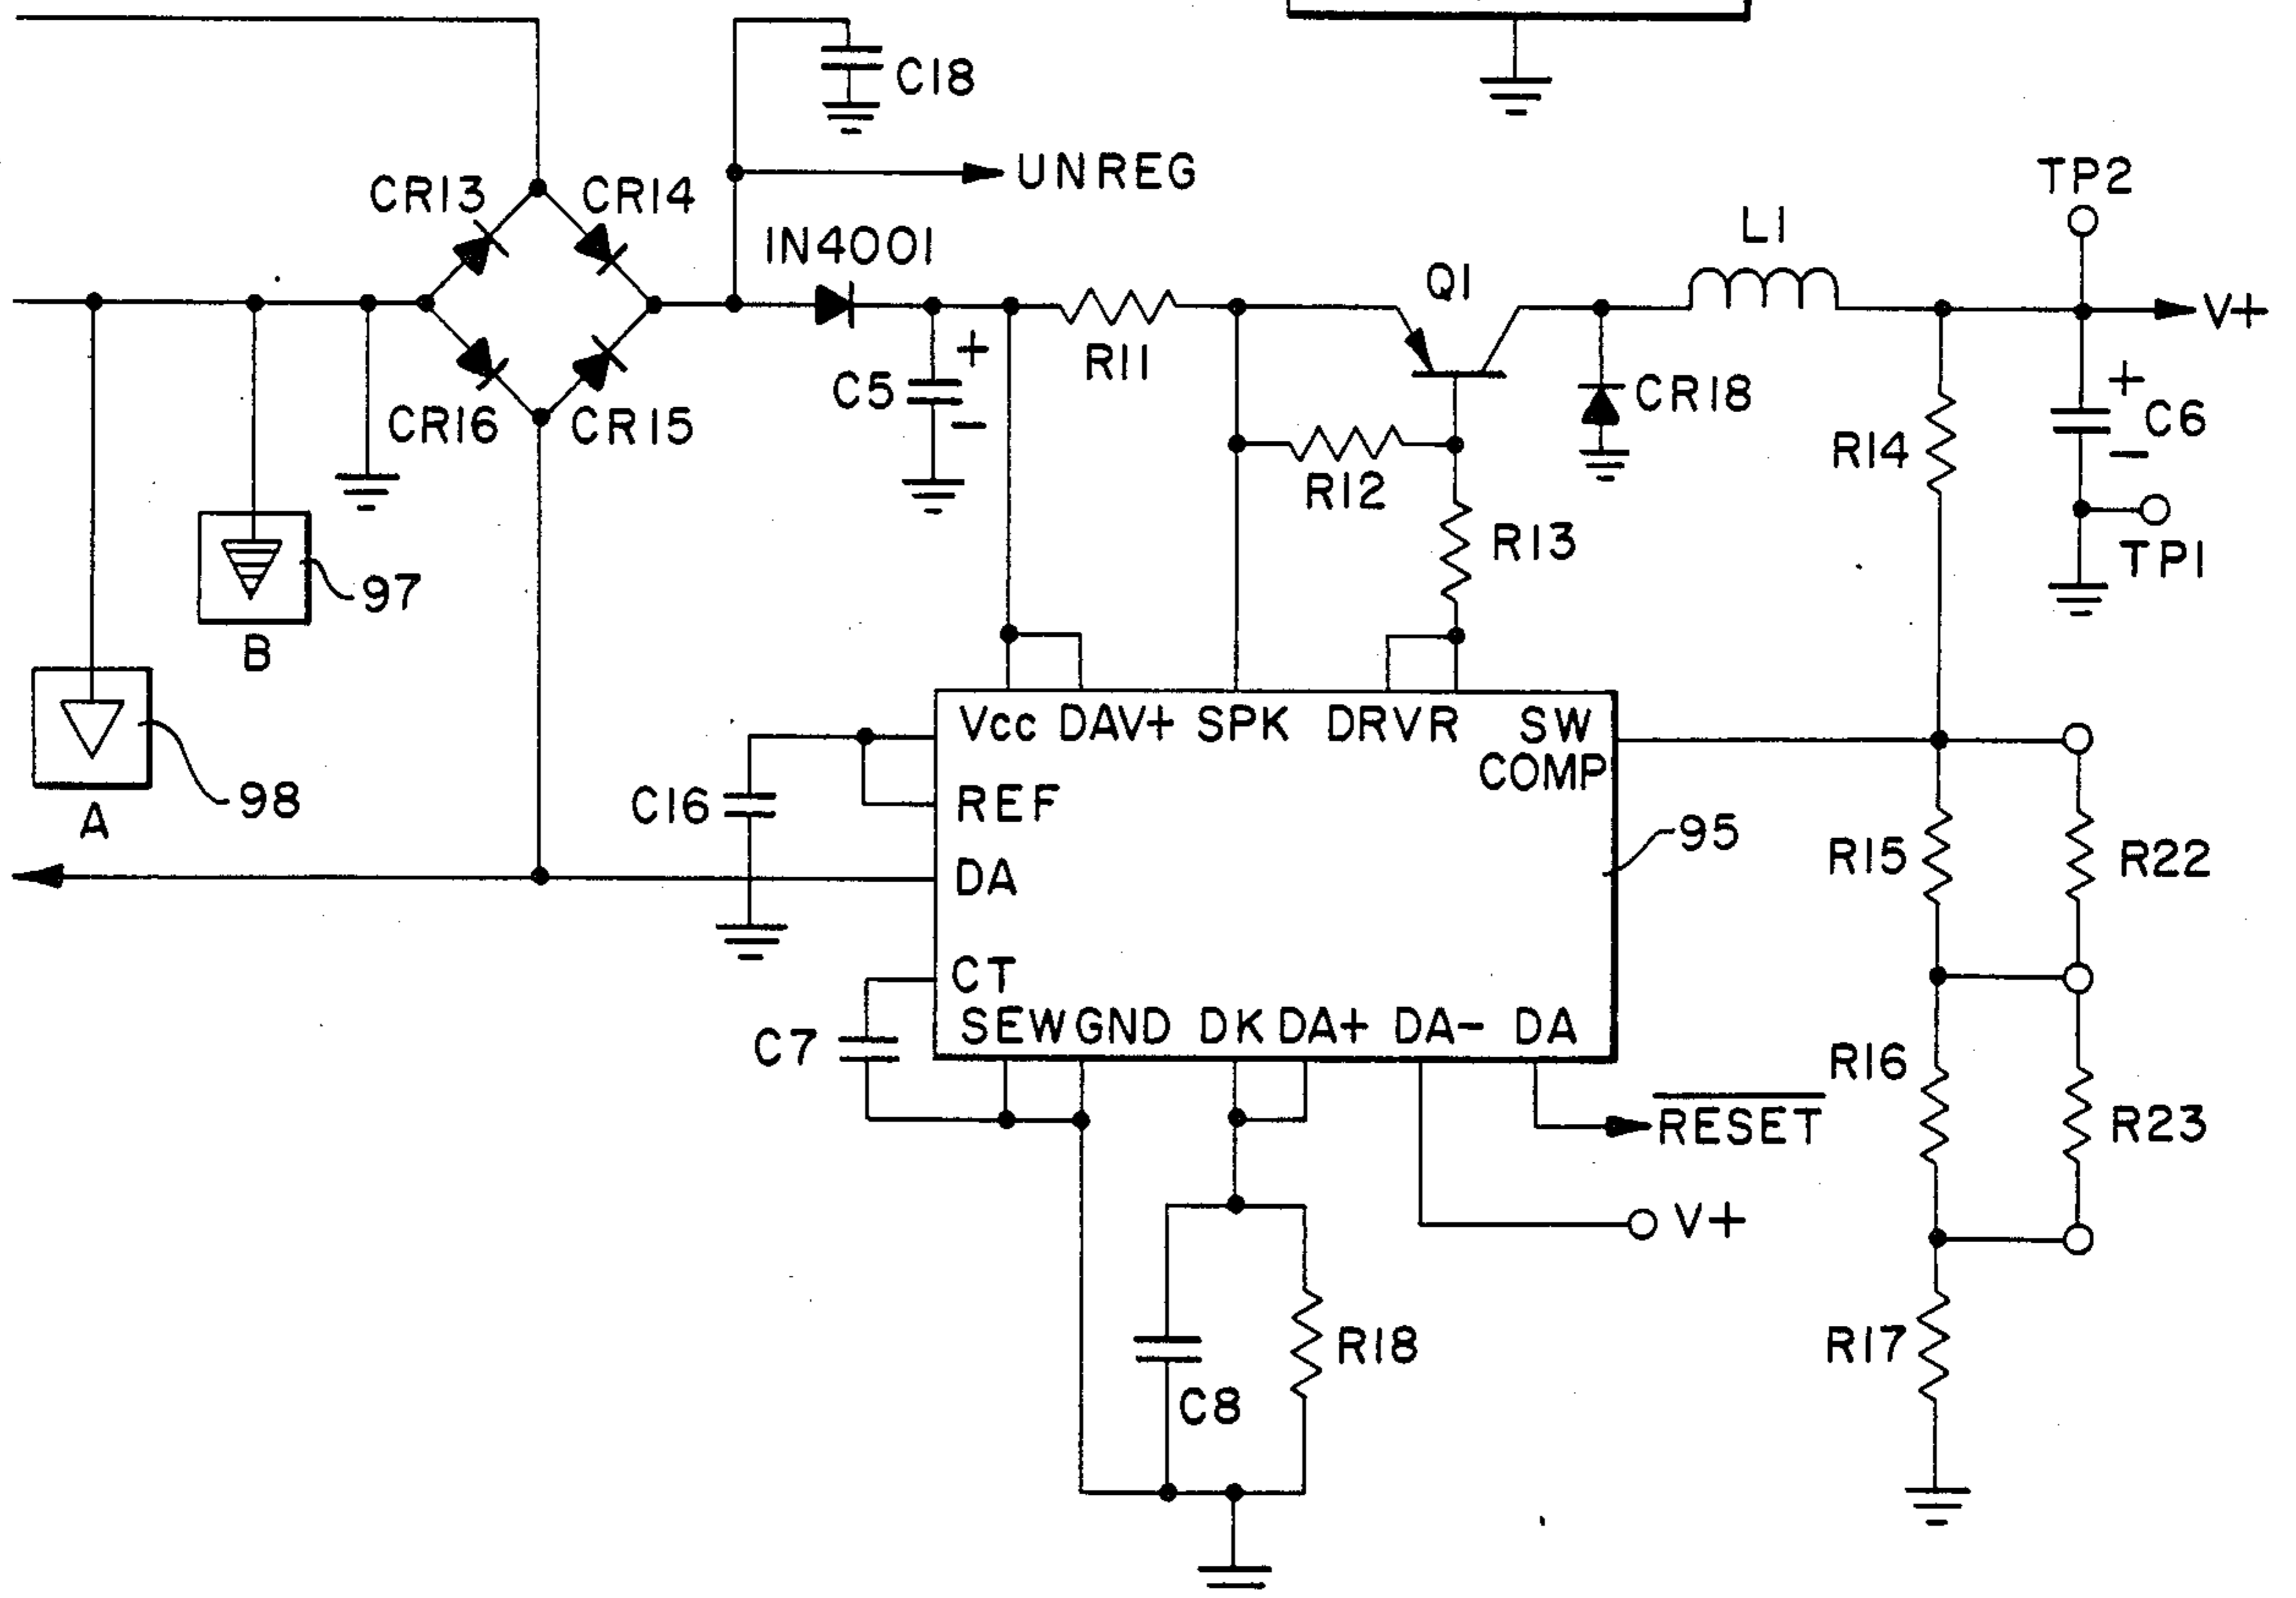 C18
UNREG
TP2
CR13
CR14
1N4001
L1
Q1
V+
+
C5
-
R11
CR18
+
C6
-
CR16
CR15
R14
R12
R13
TP1
97
B
98
A
Vcc DAV+ SPK DRVR SW
COMP
C16
REF
95
R15
R22
DA
CT
SEW GND DK DA+ DA- DA
C7
R16
RESET
R23
V+
R18
R17
C8